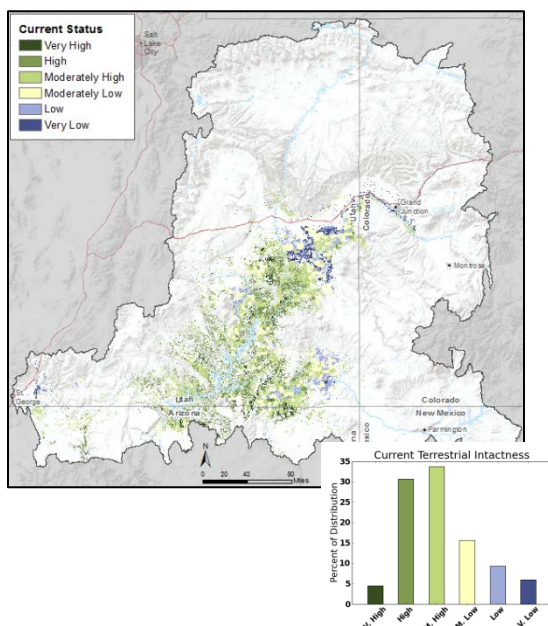 Current Status
Very High
High
Moderately High
Moderately Low
Low
Very Low
Salt
Lake
City
Utah
Colorado
Grand
Junction
Montrose
St.
George
Utah
Arizona
Colorado
New Mexico
Farmington
N
0 20 40 80
Miles
Current Terrestrial Intactness
Percent of Distribution
35
30
25
20
15
10
5
0
V. High
High
M. High
M. Low
Low
V. Low